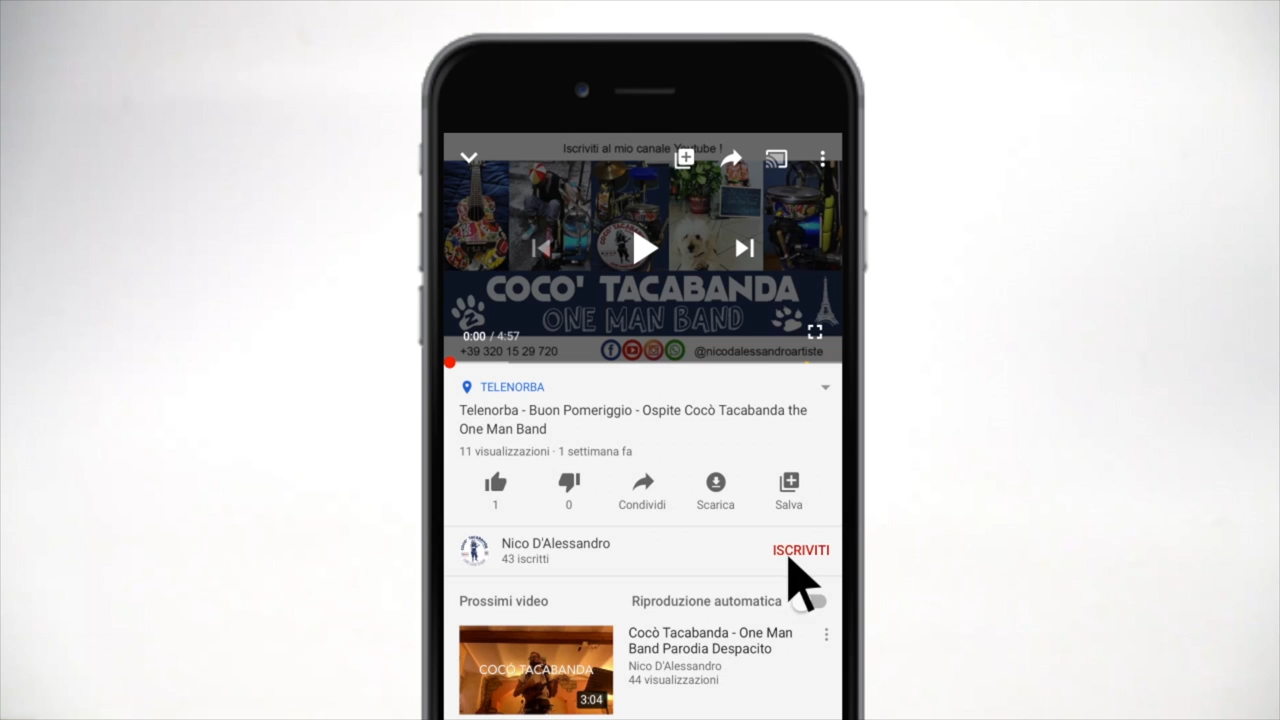 Iscriviti al mio canale Youtube !
COCO' TACABANDA
ONE MAN BAND
0:00 / 4:57
+39 320 15 29 720
@nicodalessandroartiste
TELENORBA
Telenorba - Buon Pomeriggio - Ospite Cocò Tacabanda the
One Man Band
11 visualizzazioni · 1 settimana fa
1
0
Condividi
Scarica
Salva
Nico D'Alessandro
ISCRIVITI
43 iscritti
Prossimi video
Riproduzione automatica
COCÒ TACABANDA
3:04
Cocò Tacabanda - One Man
Band Parodia Despacito
Nico D'Alessandro
44 visualizzazioni